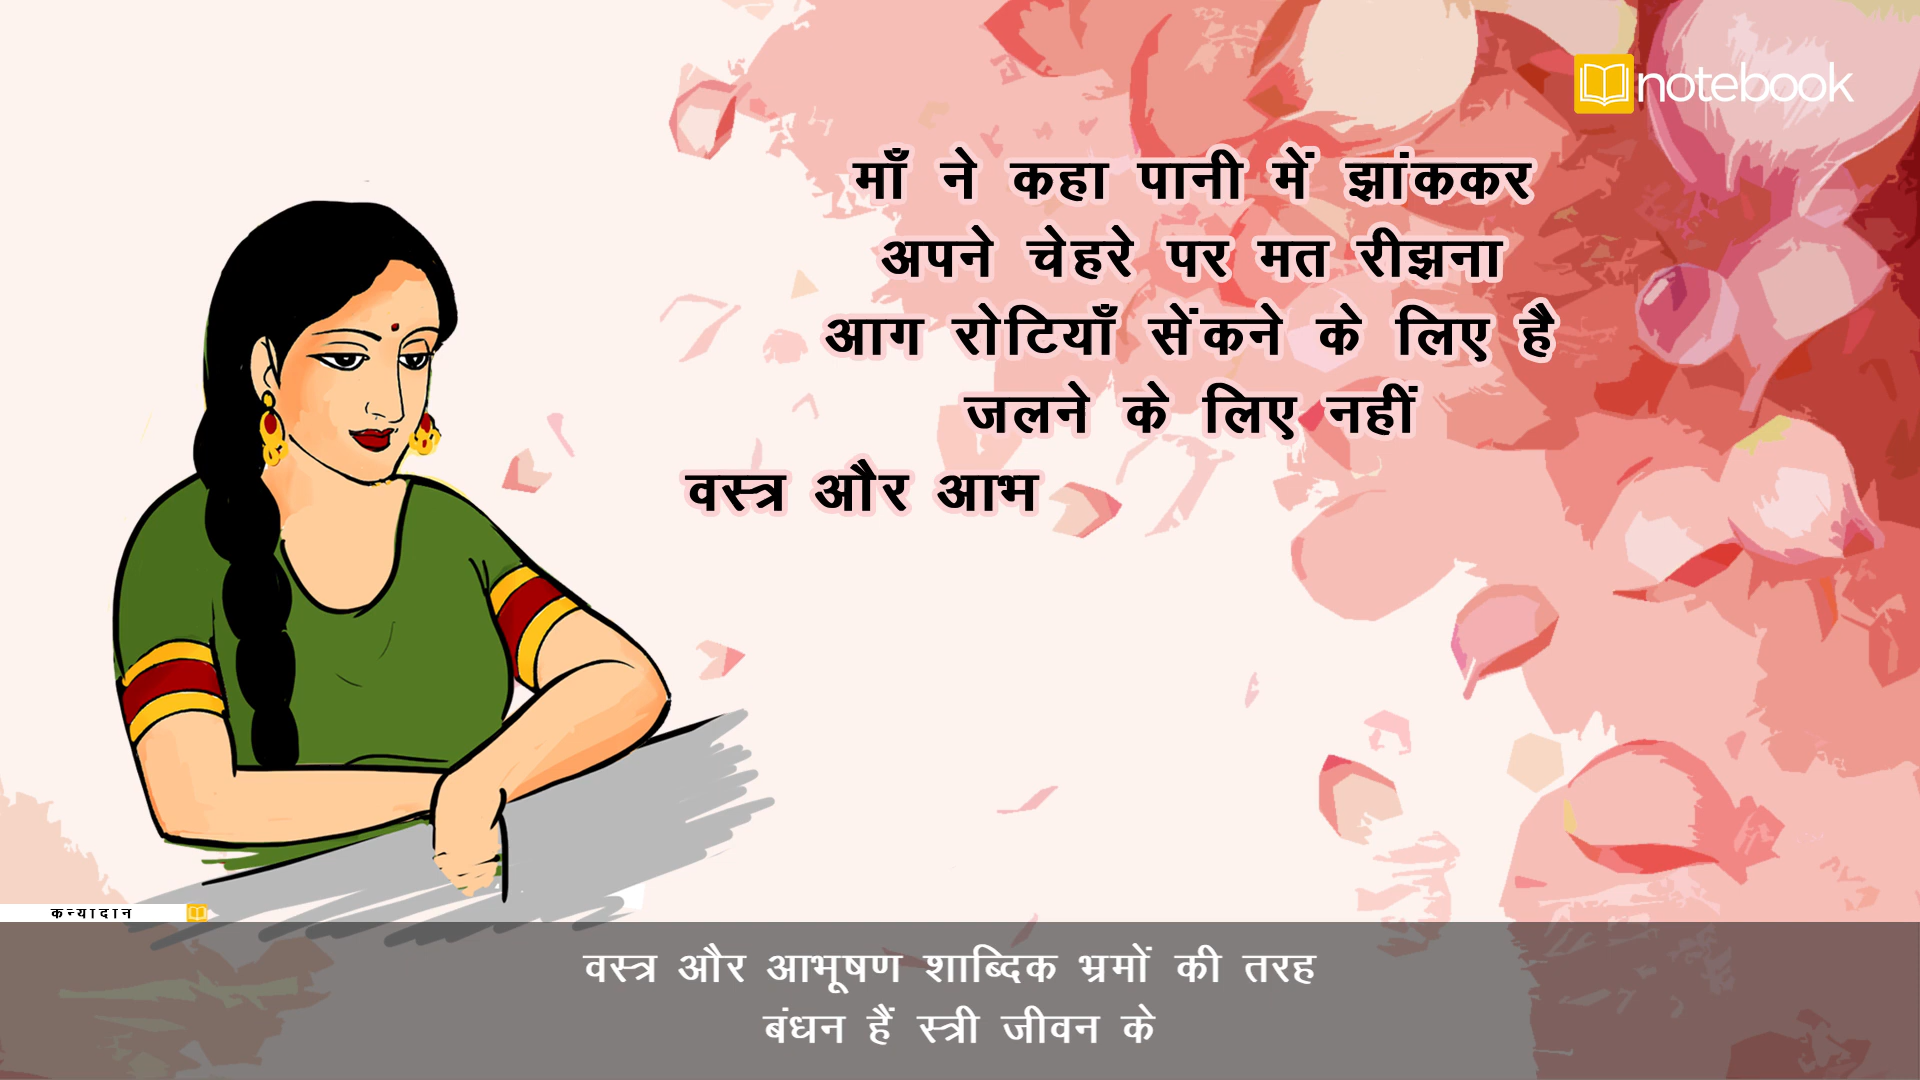 notebook
माँ ने कहा पानी में झांककर
अपने चेहरे पर मत रीझना
आग रोटियाँ सेंकने के लिए है
जलने के लिए नहीं
वस्त्र और आभ
कन्यादान
वस्त्र और आभूषण शाब्दिक भ्रमों की तरह
बंधन हैं स्त्री जीवन के